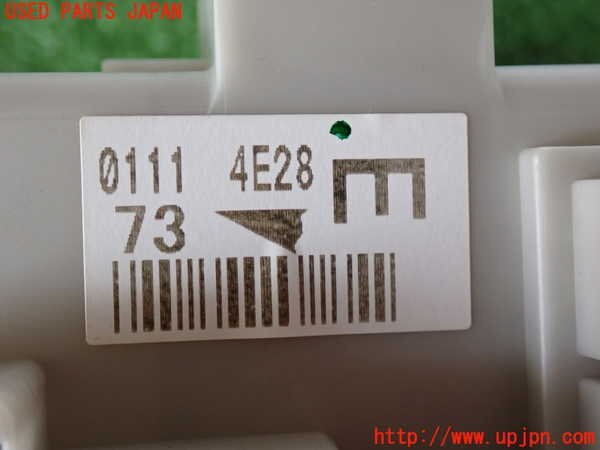 USED PARTS JAPAN
0111 4E28
73
E
http://www.upjpn.com/